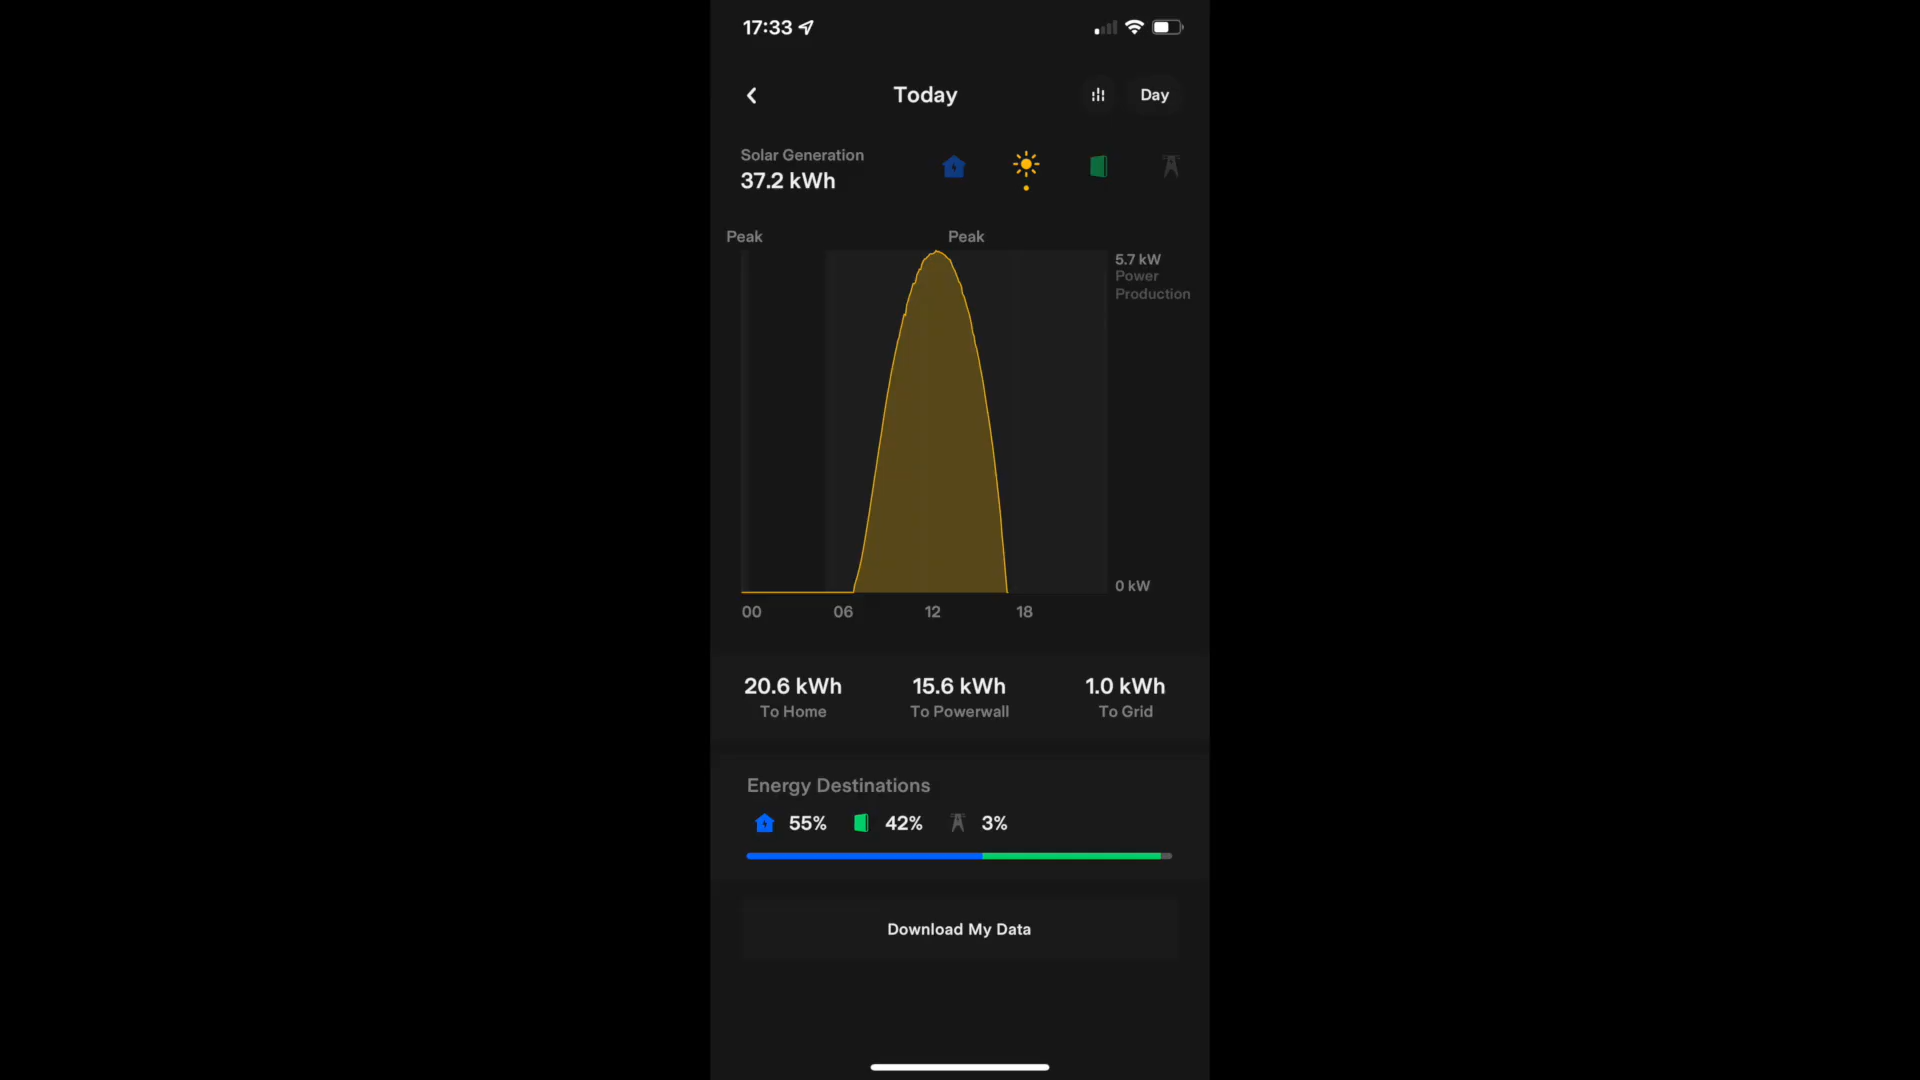 17:33
Today
Day
Solar Generation
37.2 kWh
Peak
Peak
5.7 kW
Power
Production
0 kW
00
06
12
18
20.6 kWh
To Home
15.6 kWh
To Powerwall
1.0 kWh
To Grid
Energy Destinations
55%
42%
3%
Download My Data